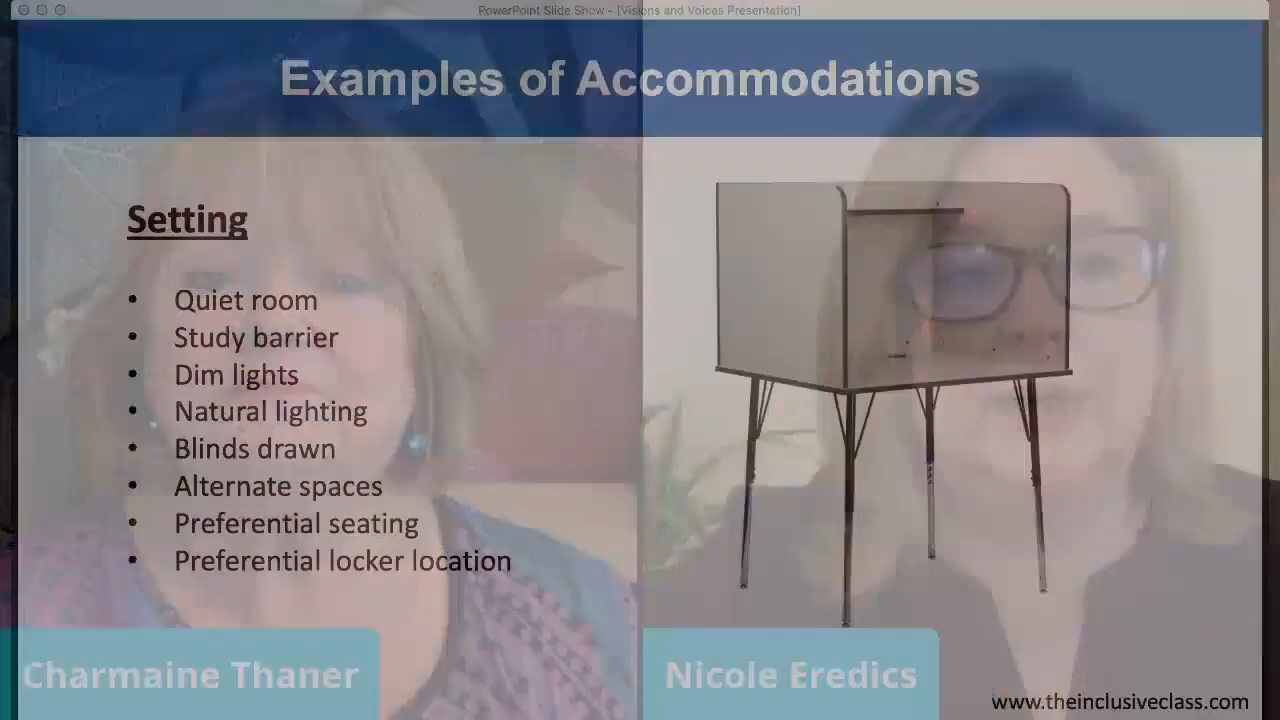 PowerPoint Slide Show - [Visions and Voices Presentation]
Examples of Accommodations
Setting
• Quiet room
• Study barrier
• Dim lights
• Natural lighting
• Blinds drawn
• Alternate spaces
• Preferential seating
• Preferential locker location
Charmaine Thaner
Nicole Eredics
www.theinclusiveclass.com